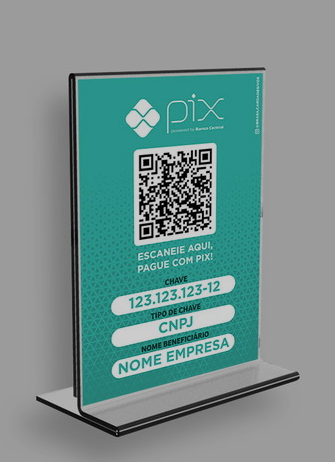 pix
powered by Banco Central
ESCANEIE AQUI,
PAGUE COM PIX!
CHAVE
123.123.123-12
TIPO DE CHAVE
CNPJ
NOME BENEFICIÁRIO
NOME EMPRESA